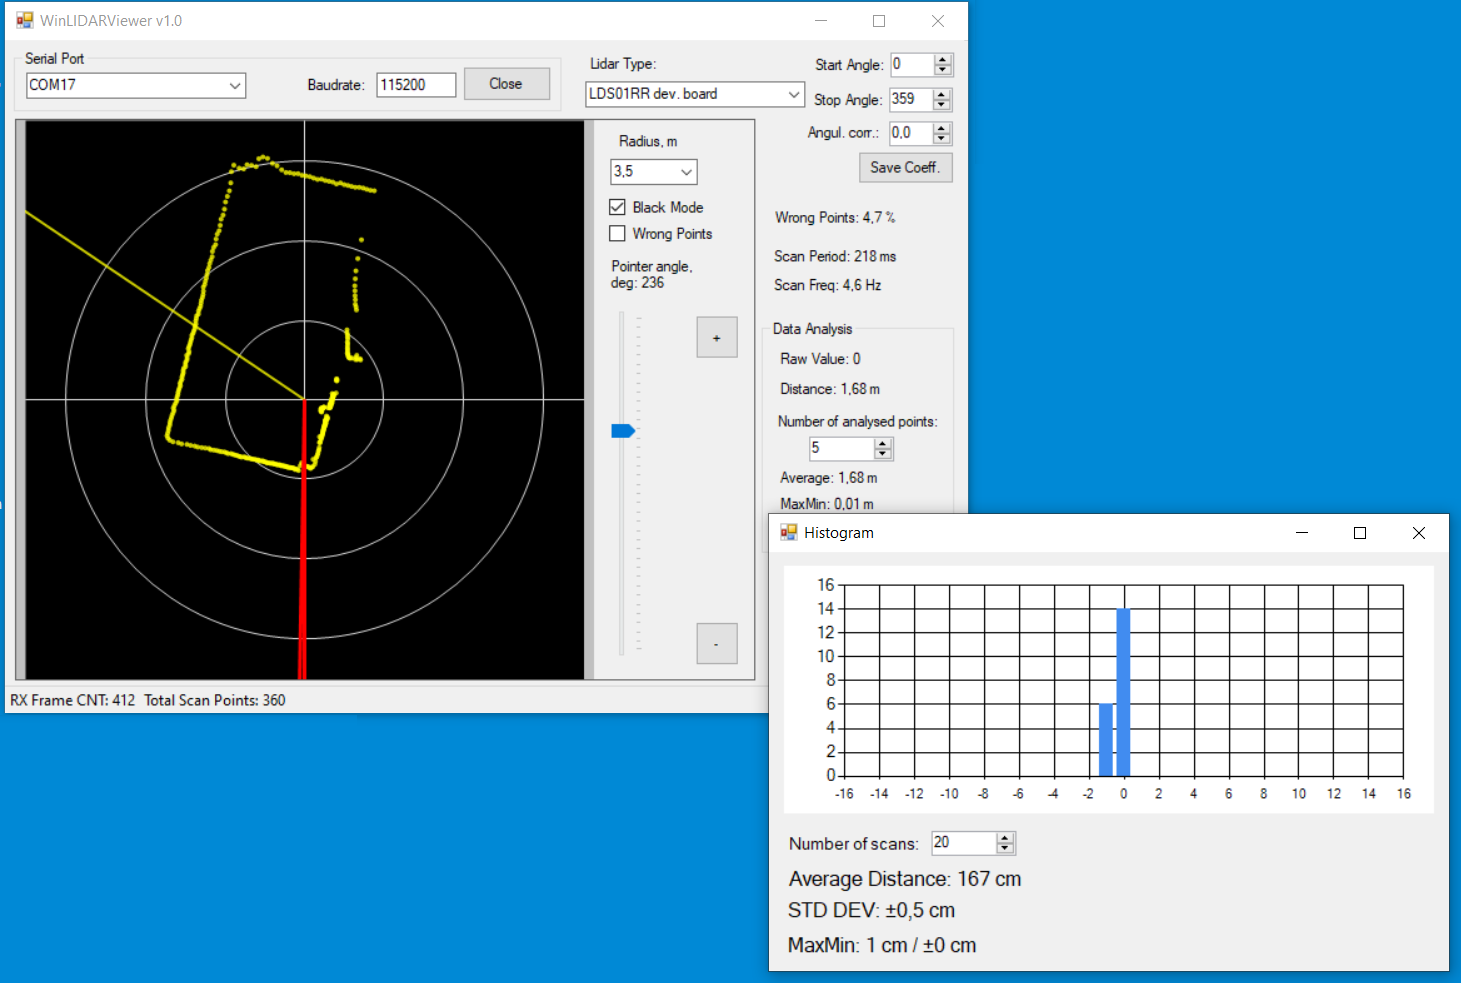 WinLIDARViewer v1.0
Serial Port
COM17
Baudrate: 115200
Close
Lidar Type:
LDS01RR dev. board
Start Angle: 0
Stop Angle: 359
Angul. corr.: 0,0
Save Coeff.
Radius, m
3,5
Black Mode
Wrong Points
Pointer angle,
deg: 236
+
-
Wrong Points: 4,7 %
Scan Period: 218 ms
Scan Freq: 4,6 Hz
Data Analysis
Raw Value: 0
Distance: 1,68 m
Number of analysed points:
5
Average: 1,68 m
MaxMin: 0,01 m
RX Frame CNT: 412 Total Scan Points: 360
Histogram
16
14
12
10
8
6
4
2
0
-16 -14 -12 -10 -8 -6 -4 -2 0 2 4 6 8 10 12 14 16
Number of scans: 20
Average Distance: 167 cm
STD DEV: ±0,5 cm
MaxMin: 1 cm / ±0 cm